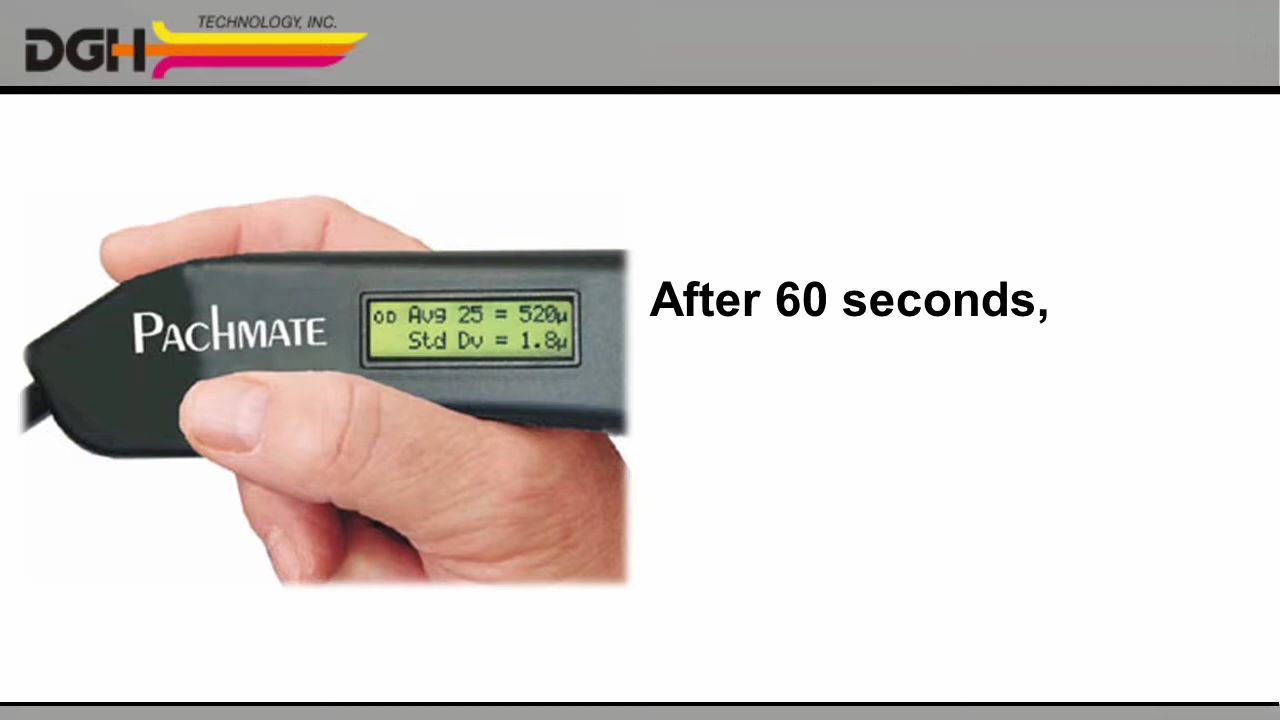 DGH TECHNOLOGY, INC.
PACHMATE
OD Avg 25 = 520µ
Std Dv = 1.8µ
After 60 seconds,